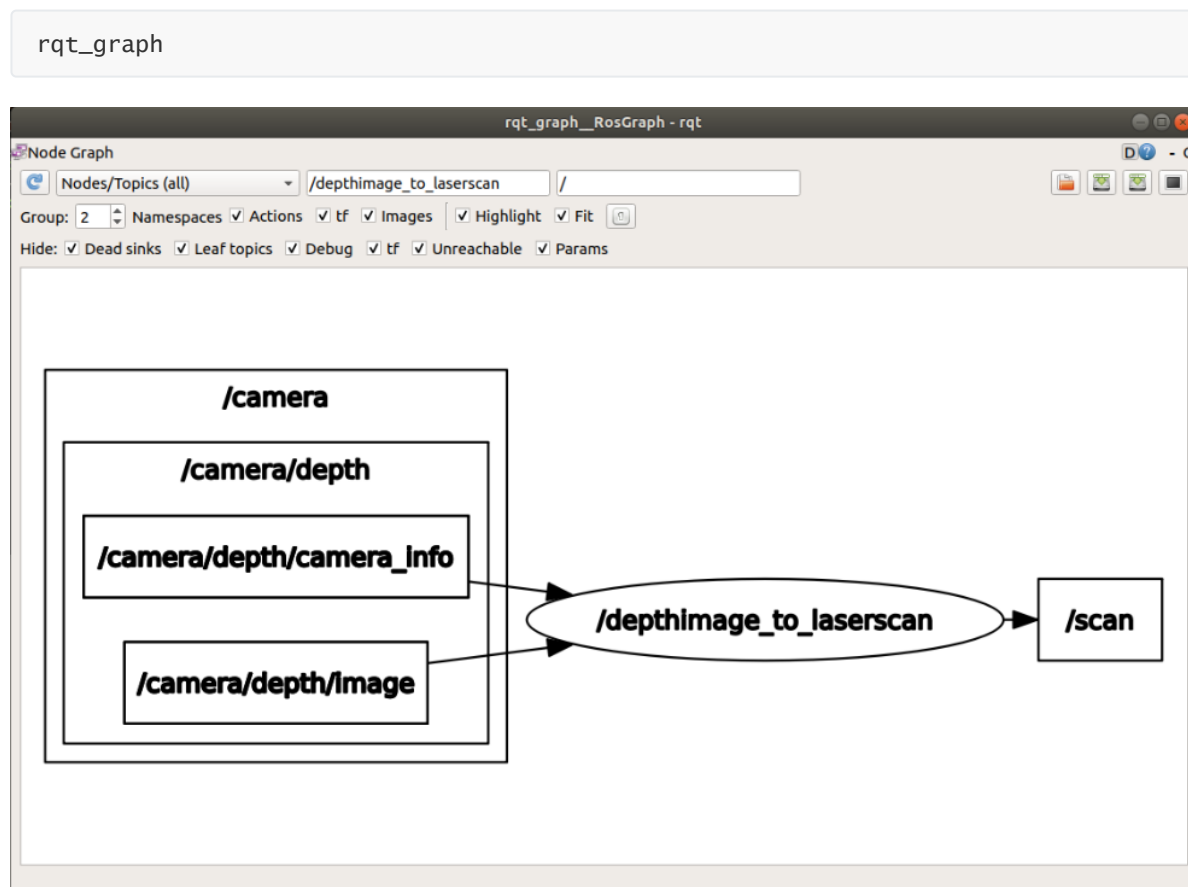 rqt_graph
rqt_graph__RosGraph - rqt
Node Graph
D ? - 
Nodes/Topics (all) /depthimage_to_laserscan /
Group: 2 Namespaces Actions tf Images Highlight Fit
Hide: Dead sinks Leaf topics Debug tf Unreachable Params
/camera
/camera/depth
/camera/depth/camera_info
/depthimage_to_laserscan
/scan
/camera/depth/image